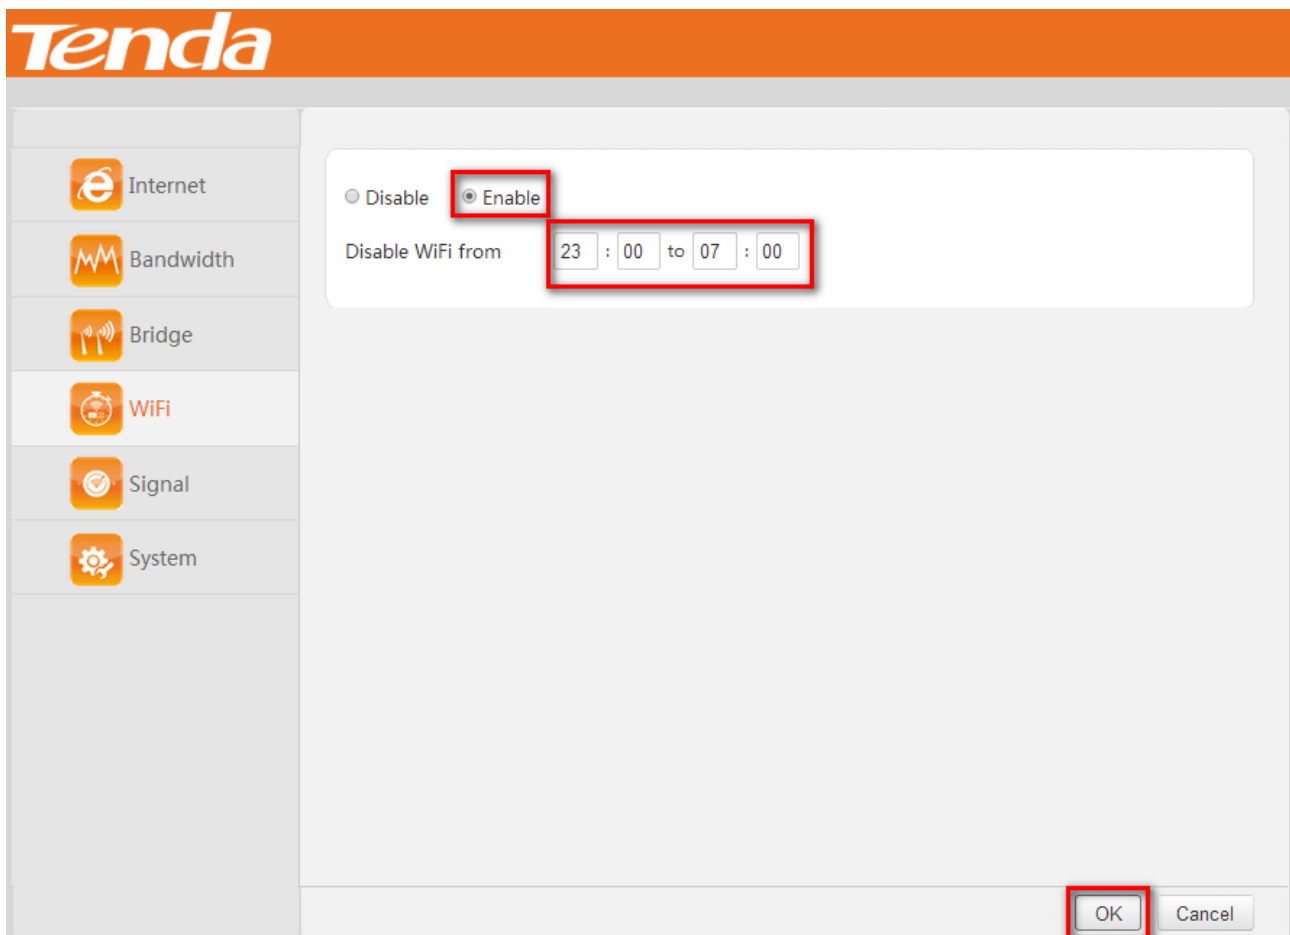 Tenda
Internet
Bandwidth
Bridge
WiFi
Signal
System
Disable Enable
Disable WiFi from 23 : 00 to 07 : 00
OK Cancel